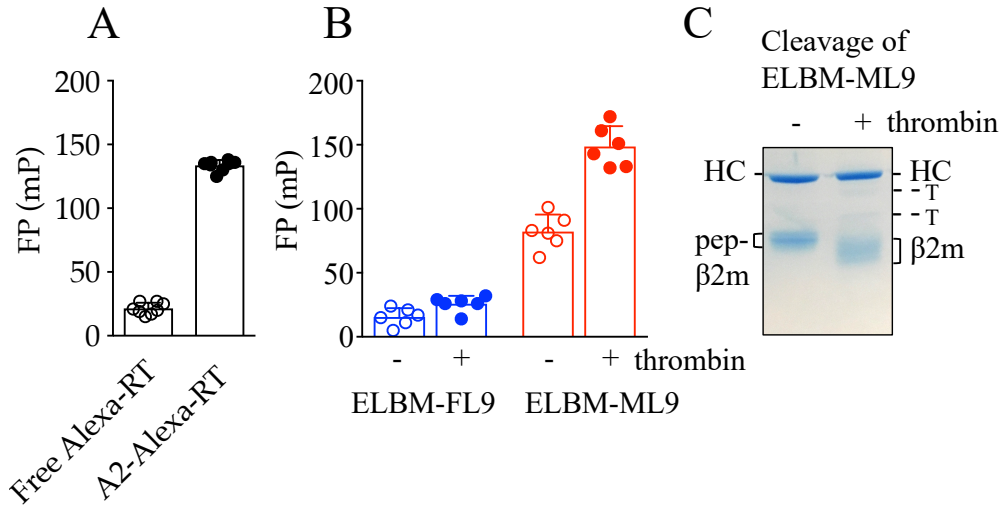 A
FP (mP)
200
150
100
50
0
Free Alexa-RT
A2-Alexa-RT
B
FP (mP)
200
150
100
50
0
- + - + thrombin
ELBM-FL9 ELBM-ML9
C
Cleavage of
ELBM-ML9
- + thrombin
HC HC
T
T
pep- β2m
β2m